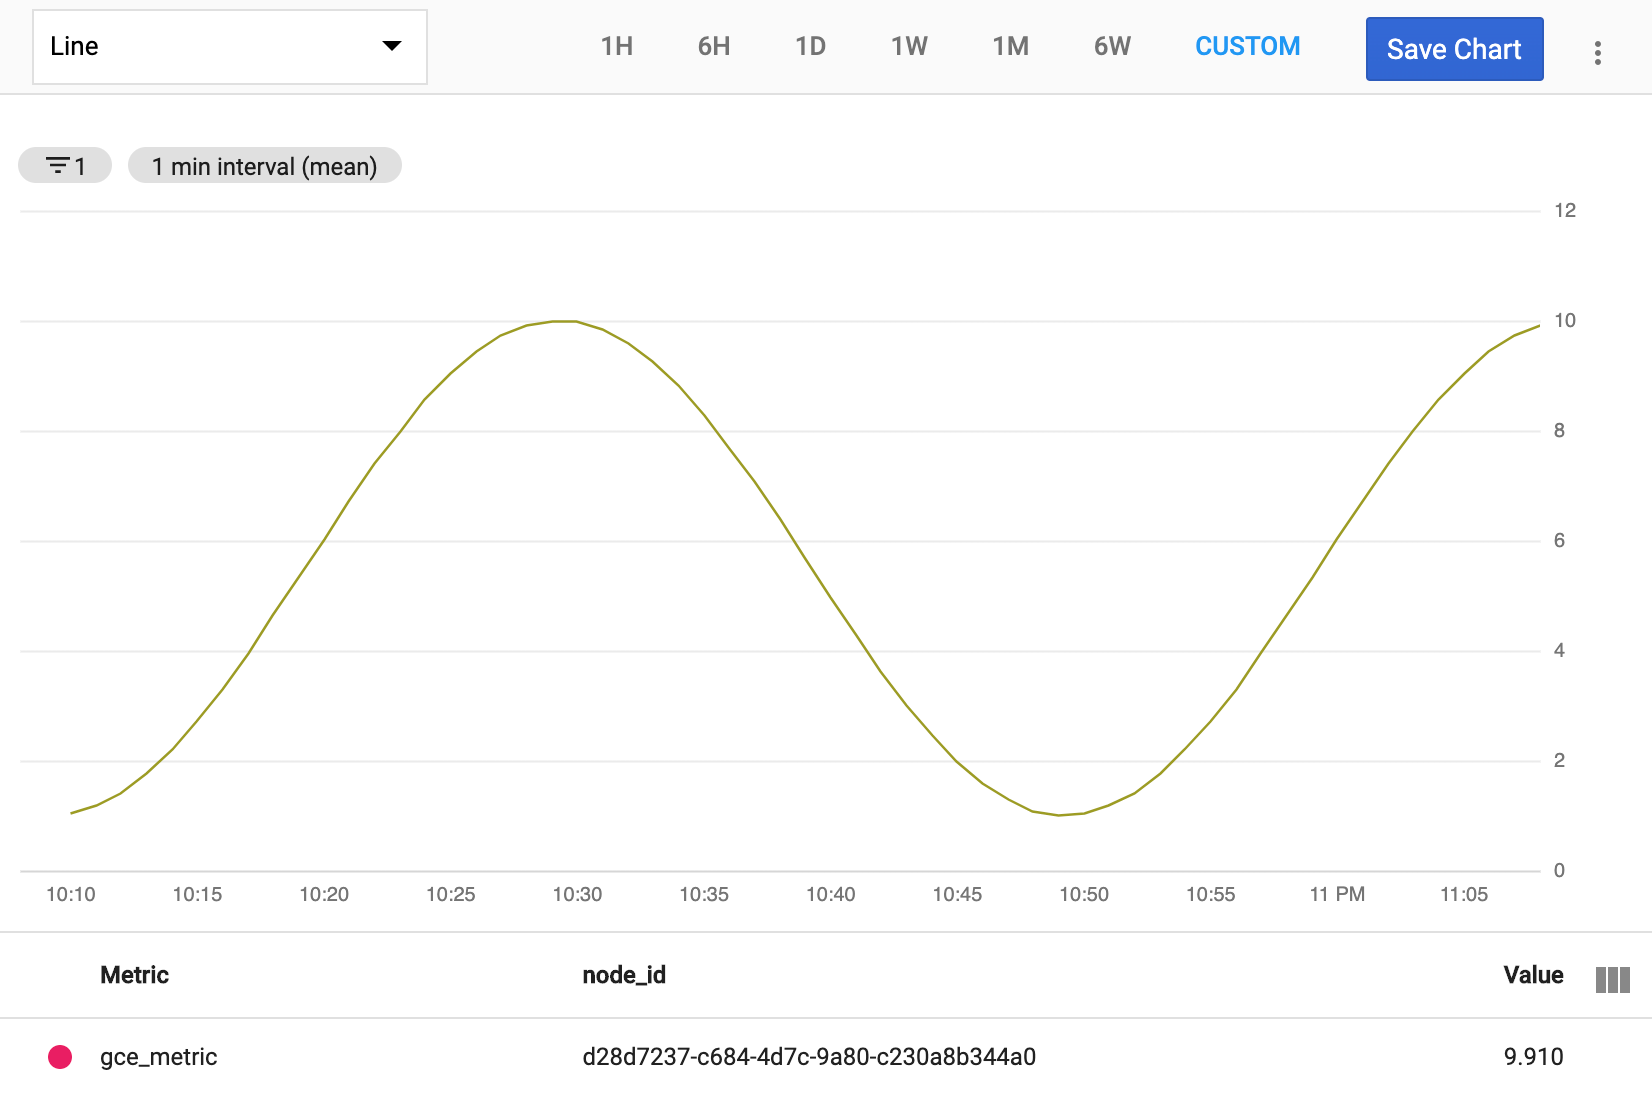 Line 1H 6H 1D 1W 1M 6W CUSTOM Save Chart
1 1 min interval (mean)
12
10
8
6
4
2
0
10:10 10:15 10:20 10:25 10:30 10:35 10:40 10:45 10:50 10:55 11 PM 11:05
Metric node_id Value
gce_metric d28d7237-c684-4d7c-9a80-c230a8b344a0 9.910